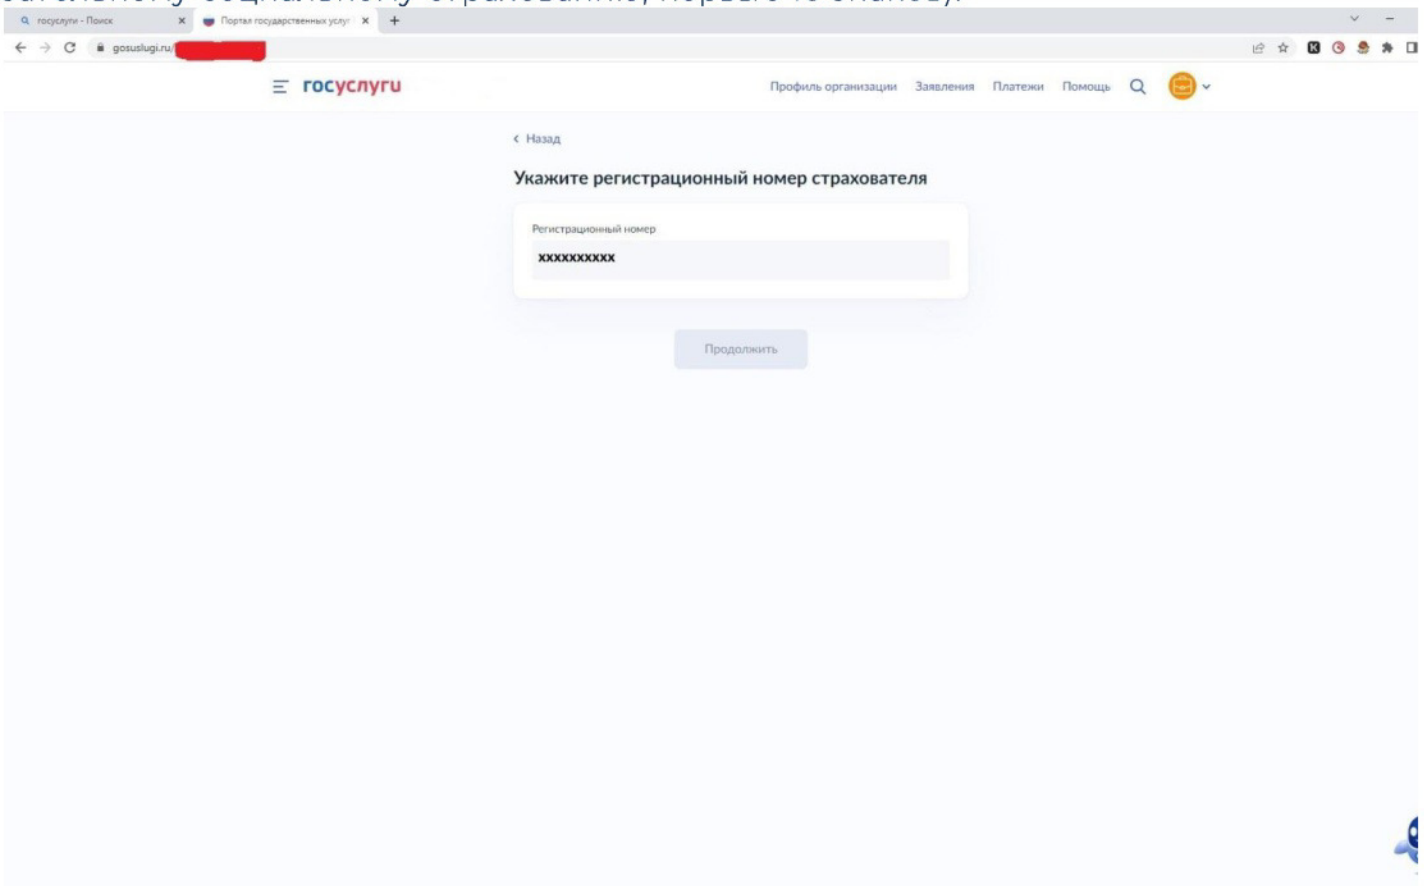 госуслуги - Поиск
Портал государственных услуг
gosuslugi.ru/
госуслуги
Профиль организации Заявления Платежи Помощь
Назад
Укажите регистрационный номер страхователя
Регистрационный номер
xxxxxxxxxx
Продолжить